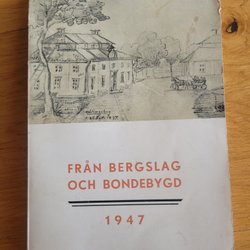 FRÅN BERGSLAG
OCH BONDEBYGD
1947